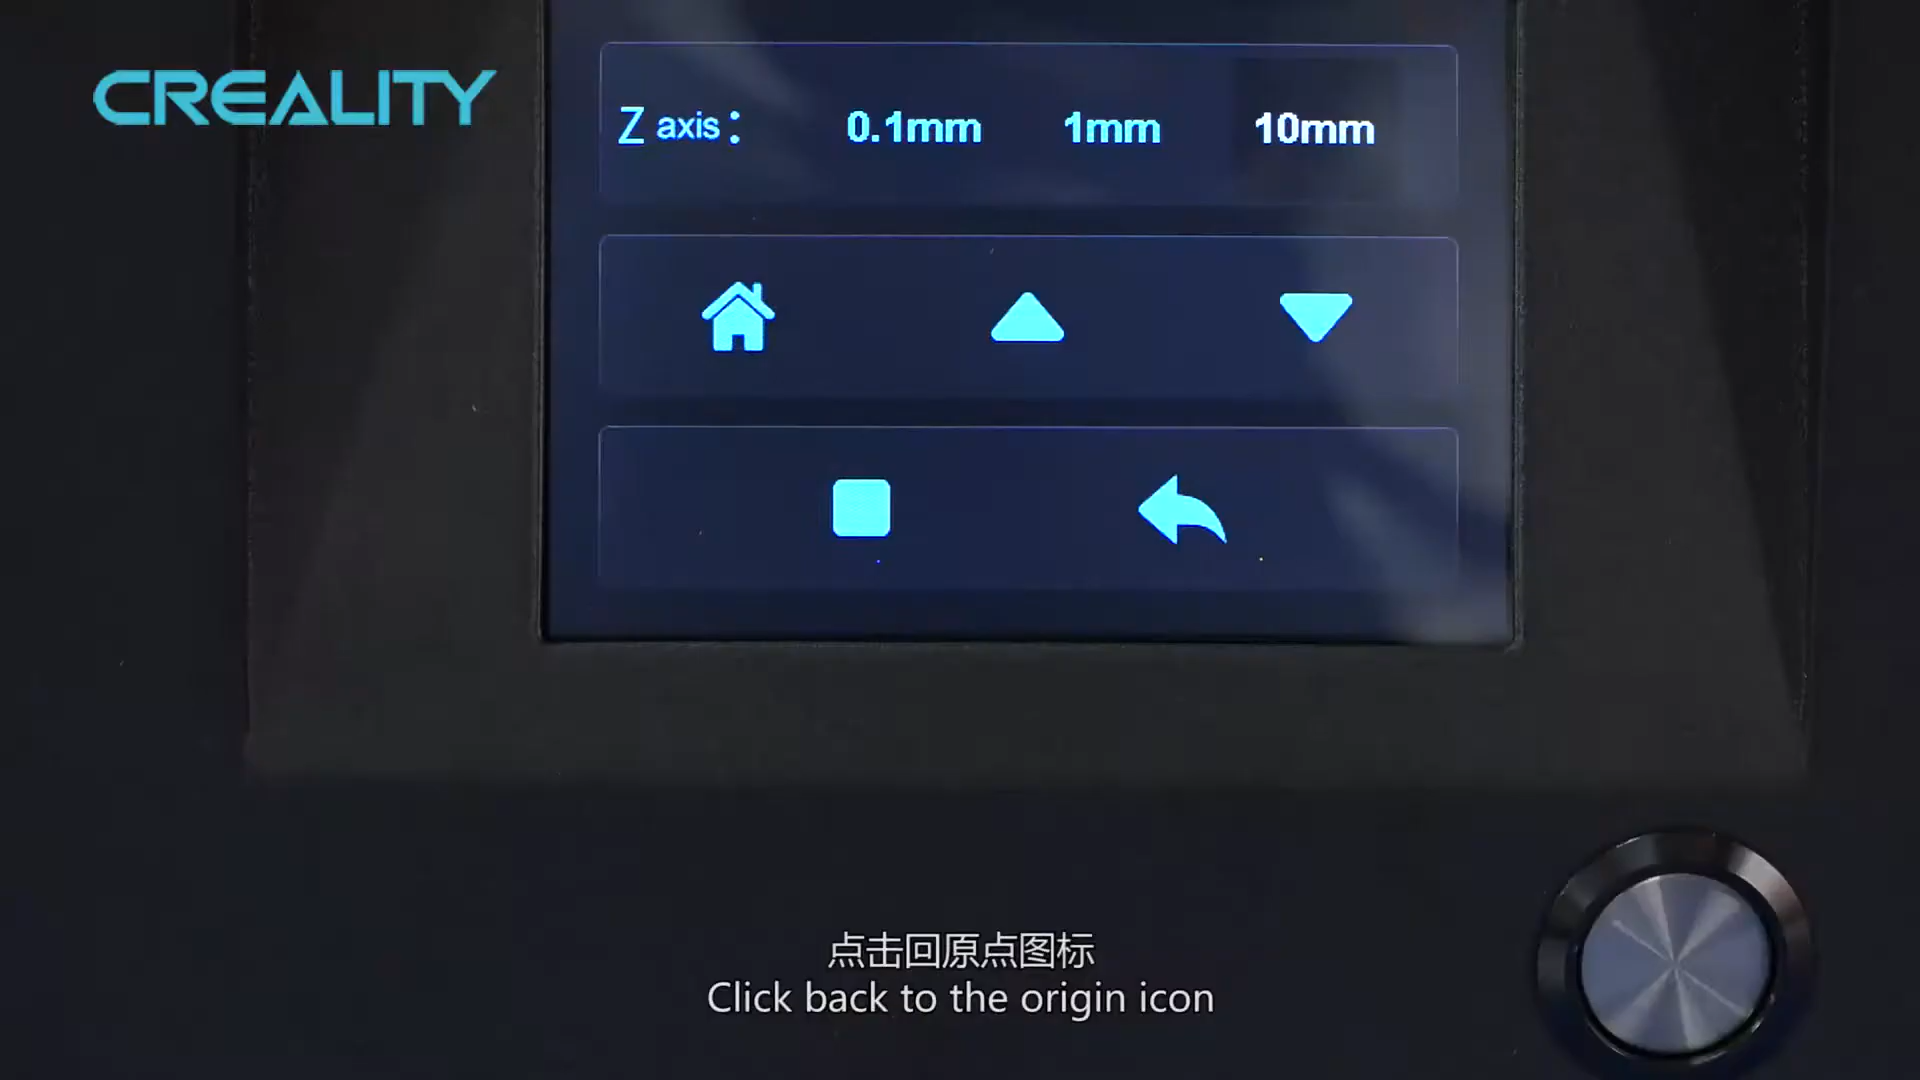 CREALITY
Z axis: 0.1mm 1mm 10mm
点击回原点图标
Click back to the origin icon